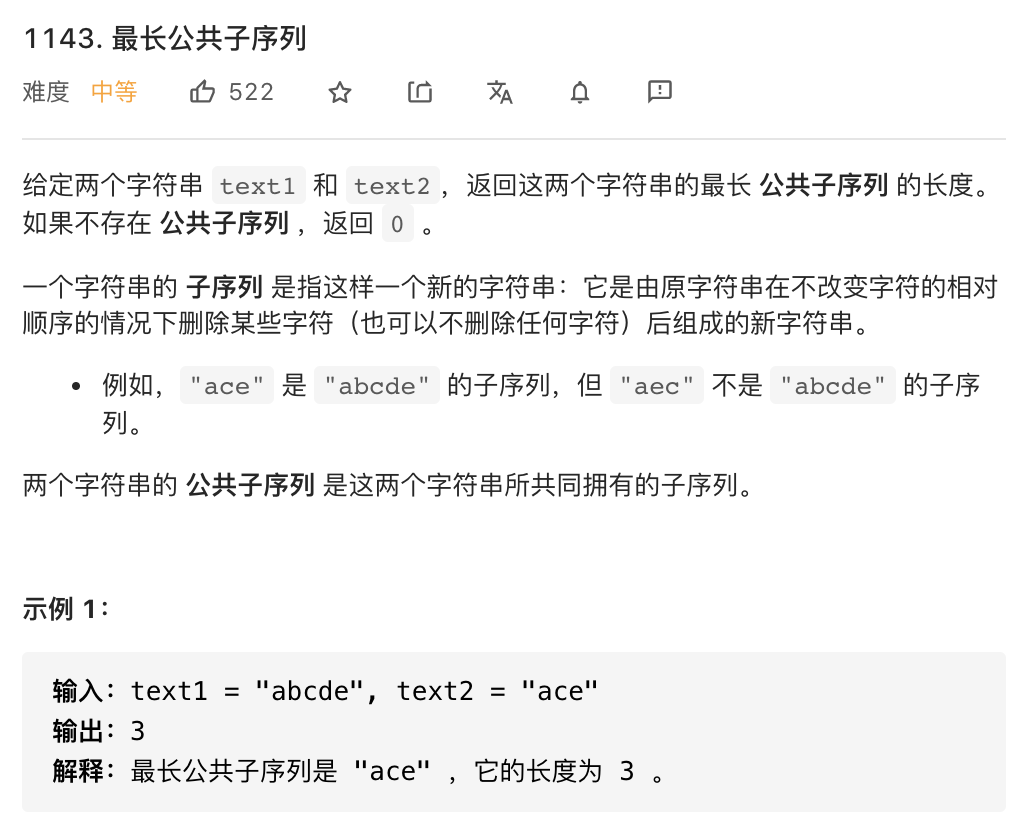 1143. 最长公共子序列
难度 中等 522
给定两个字符串 text1 和 text2，返回这两个字符串的最长 公共子序列 的长度。
如果不存在 公共子序列 ，返回 0 。
一个字符串的 子序列 是指这样一个新的字符串：它是由原字符串在不改变字符的相对
顺序的情况下删除某些字符（也可以不删除任何字符）后组成的新字符串。
• 例如，"ace" 是 "abcde" 的子序列，但 "aec" 不是 "abcde" 的子序
列。
两个字符串的 公共子序列 是这两个字符串所共同拥有的子序列。
示例 1：
输入：text1 = "abcde", text2 = "ace"
输出：3
解释：最长公共子序列是 "ace" ，它的长度为 3 。